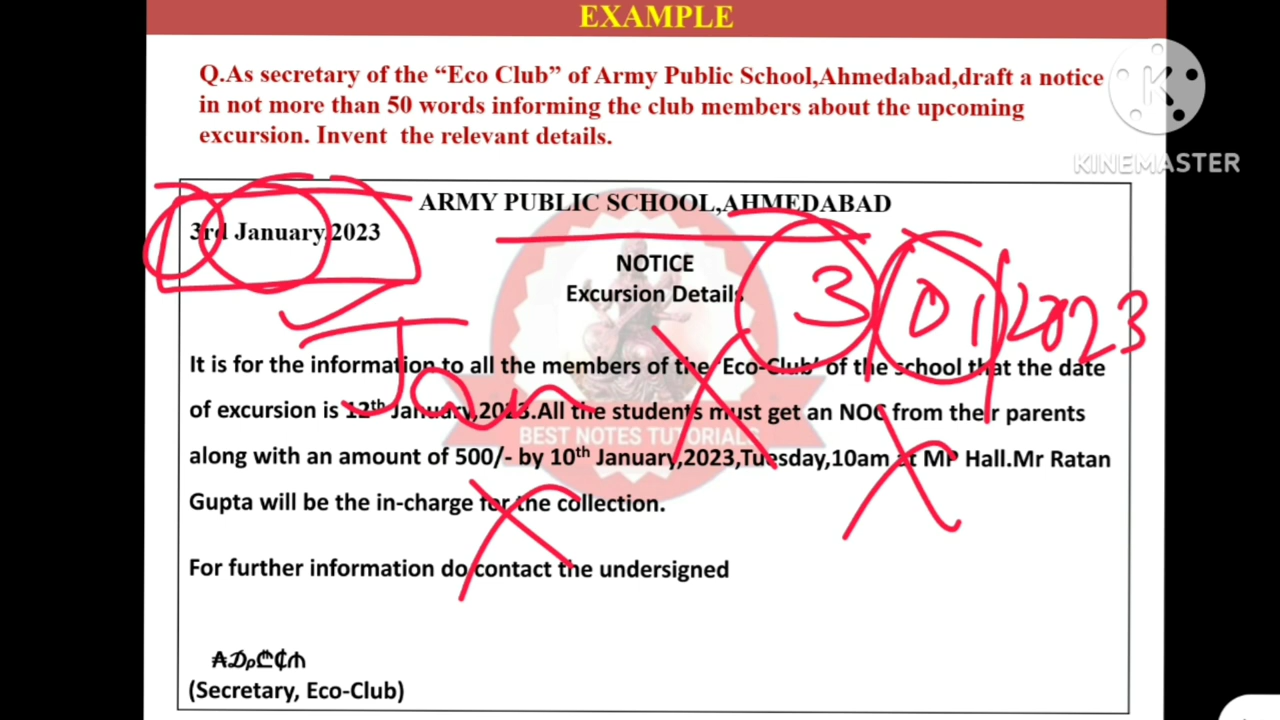 EXAMPLE
Q.As secretary of the “Eco Club” of Army Public School,Ahmedabad,draft a notice
in not more than 50 words informing the club members about the upcoming
excursion. Invent the relevant details.
KINEMASTER
ARMY PUBLIC SCHOOL,AHMEDABAD
3rd January,2023
NOTICE
Excursion Details
3/01/2023
Jan
It is for the information to all the members of the ‘Eco-Club’ of the school that the date
of excursion is 12th January,2023.All the students must get an NOC from their parents
BEST NOTES TUTORIALS
along with an amount of 500/- by 10th January,2023,Tuesday,10am at MP Hall.Mr Ratan
Gupta will be the in-charge for the collection.
For further information do contact the undersigned
(Secretary, Eco-Club)